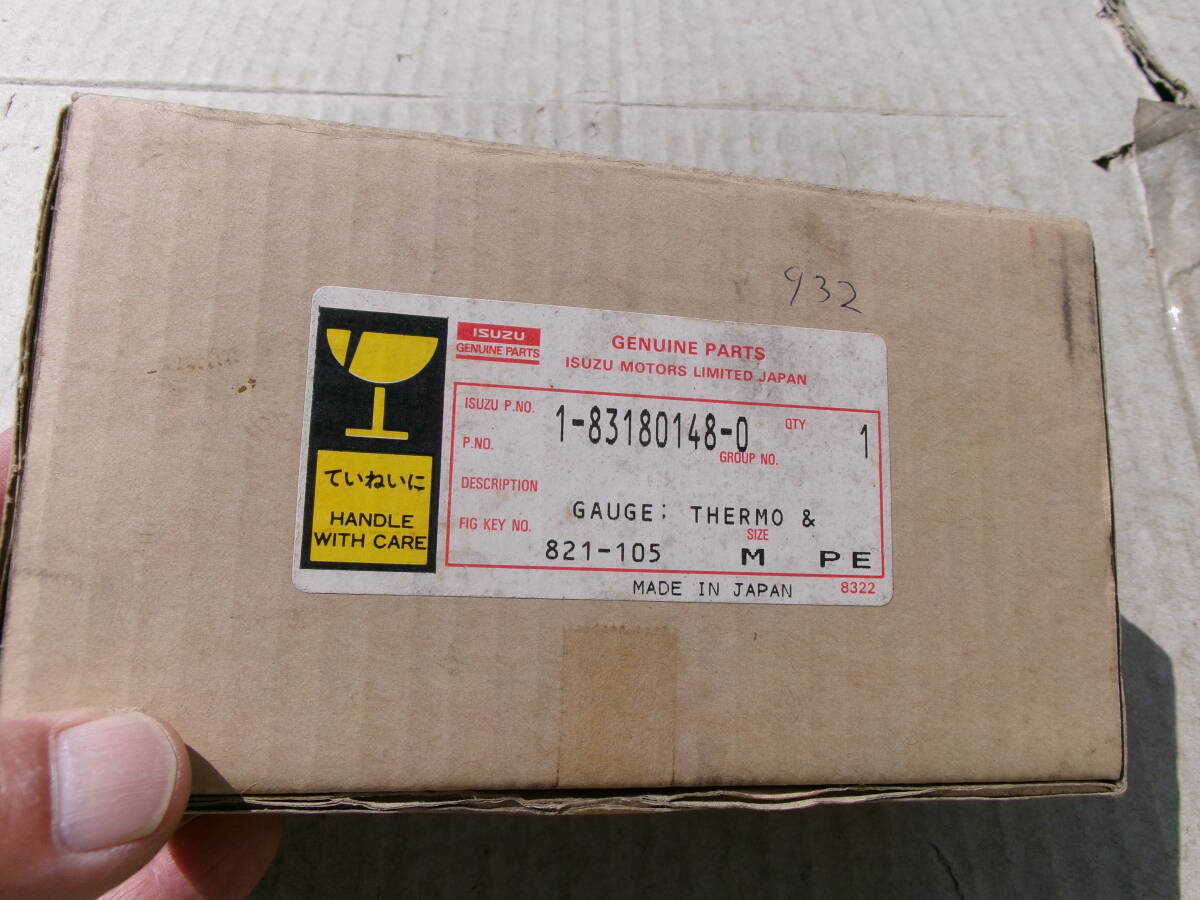 932
ISUZU
GENUINE PARTS
GENUINE PARTS
ISUZU MOTORS LIMITED JAPAN
ISUZU P.NO. 1-83180148-0 QTY 1
P.NO. GROUP NO.
DESCRIPTION GAUGE; THERMO &
FIG KEY NO. 821-105 SIZE M PE
MADE IN JAPAN 8322
ていねいに
HANDLE
WITH CARE